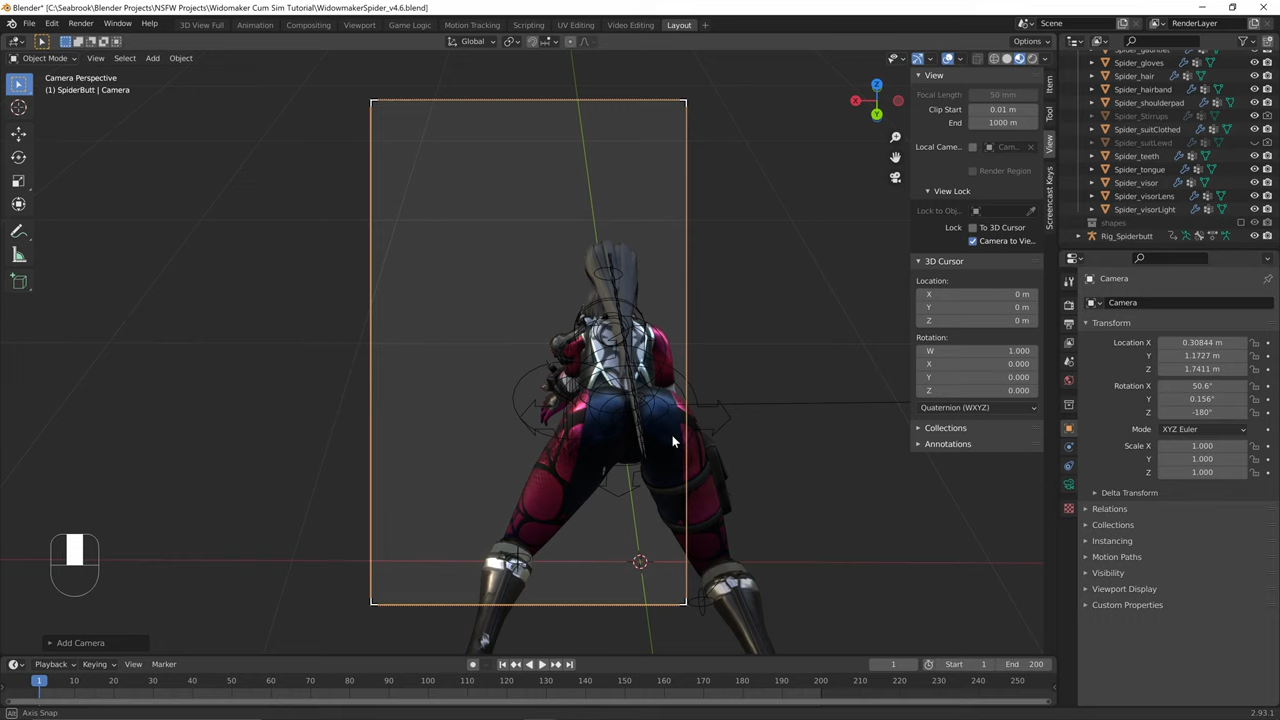 Blender* [C:\Seabrook\Blender Projects\NSFW Projects\Widomaker Cum Sim Tutorial\WidowmakerSpider_v4.6.blend]
File Edit Render Window Help 3D View Full Animation Compositing Scripting UV Editing Video Editing Game Logic Motion Tracking Shading Layout Scene RenderLayer
Global Options
Object Mode View Select Add Object
Camera Perspective
(1) SpiderButt | Camera
X
Z
Y
View
Focal Length 50 mm
Clip Start 0.01 m
End 1000 m
Local Came... Cam...
Render Region
View Lock
Lock to Obj...
Lock To 3D Cursor
Camera to Vie...
3D Cursor
Location:
X 0 m
Y 0 m
Z 0 m
Rotation:
W 1.000
X 0.000
Y 0.000
Z 0.000
Quaternion (WXYZ)
Collections
Annotations
Item
Tool
View
Screencast Keys
Spider_gloves
Spider_hair
Spider_hairband
Spider_shoulderpad
Spider_Stirrups
Spider_suitClothed
Spider_suitLewd
Spider_teeth
Spider_tongue
Spider_visor
Spider_visorLens
Spider_visorLight
shapes
Rig_Spiderbutt
Camera
Camera
Transform
Location X 0.30844 m
Y 1.1727 m
Z 1.7411 m
Rotation X 50.6°
Y 0.156°
Z -180°
Mode XYZ Euler
Scale X 1.000
Y 1.000
Z 1.000
Delta Transform
Relations
Collections
Instancing
Motion Paths
Visibility
Viewport Display
Custom Properties
Add Camera
Playback Keying View Marker 1 Start 1 End 200
1 10 20 30 40 50 60 70 80 90 100 110 120 130 140 150 160 170 180 190 200 210 220 230 240 250
Alt Axis Snap 2.93.1